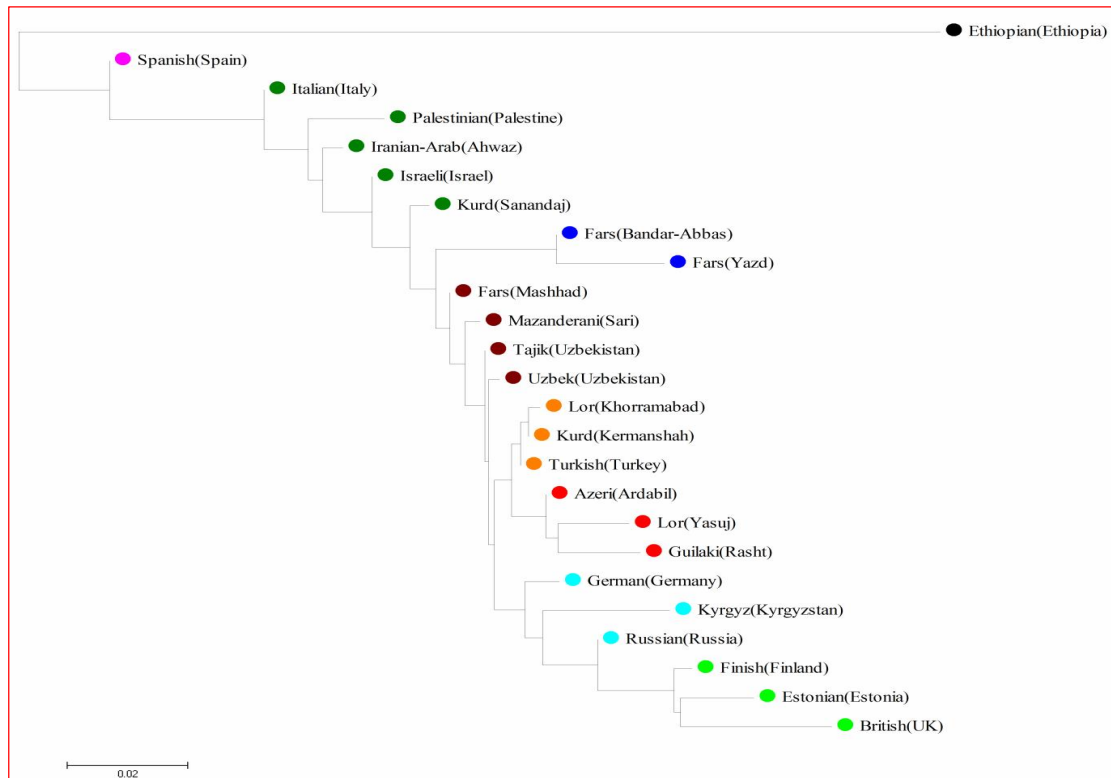 Ethiopian(Ethiopia)
Spanish(Spain)
Italian(Italy)
Palestinian(Palestine)
Iranian-Arab(Ahwaz)
Israeli(Israel)
Kurd(Sanandaj)
Fars(Bandar-Abbas)
Fars(Yazd)
Fars(Mashhad)
Mazanderani(Sari)
Tajik(Uzbekistan)
Uzbek(Uzbekistan)
Lor(Khorramabad)
Kurd(Kermanshah)
Turkish(Turkey)
Azeri(Ardabil)
Lor(Yasuj)
Guilaki(Rasht)
German(Germany)
Kyrgyz(Kyrgyzstan)
Russian(Russia)
Finish(Finland)
Estonian(Estonia)
British(UK)
0.02